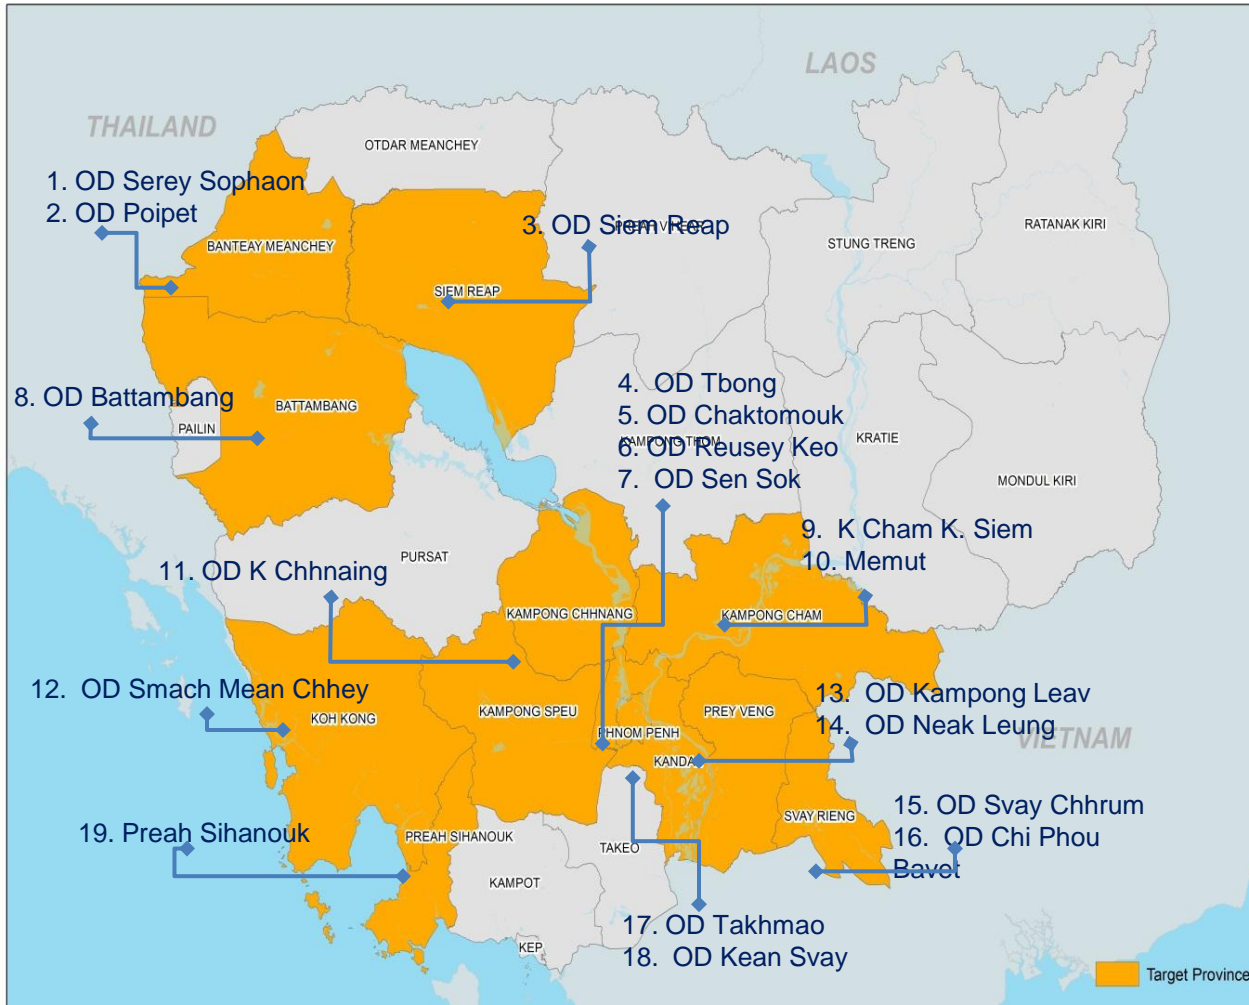 LAOS
THAILAND
OTDAR MEANCHEY
1. OD Serey Sophaon
2. OD Poipet
3. OD Siem Reap
PREAH VIHEAR
RATANAK KIRI
STUNG TRENG
BANTEAY MEANCHEY
SIEM REAP
4. OD Tbong
5. OD Chaktomouk
6. OD Reusey Keo
7. OD Sen Sok
8. OD Battambang
BATTAMBANG
PAILIN
KAMPONG THOM
KRATIE
MONDUL KIRI
9. K Cham K. Siem
10. Memut
PURSAT
11. OD K Chhnaing
KAMPONG CHHNANG
KAMPONG CHAM
12. OD Smach Mean Chhey
KOH KONG
KAMPONG SPEU
PREY VENG
13. OD Kampong Leav
14. OD Neak Leung
PHNOM PENH
VIETNAM
KANDA
15. OD Svay Chhrum
16. OD Chi Phou
Bavet
SVAY RIENG
19. Preah Sihanouk
PREAH SIHANOUK
TAKEO
KAMPOT
17. OD Takhmao
18. OD Kean Svay
KEP
Target Province